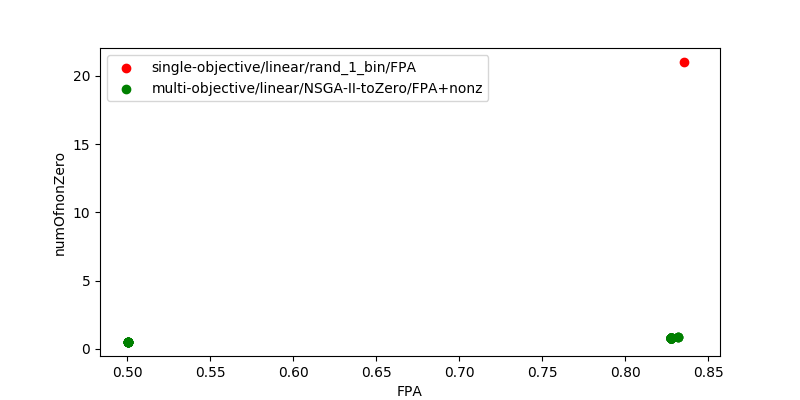 single-objective/linear/rand_1_bin/FPA
multi-objective/linear/NSGA-II-toZero/FPA+nonz
20
15
10
5
0
numOfnonZero
0.50 0.55 0.60 0.65 0.70 0.75 0.80 0.85
FPA